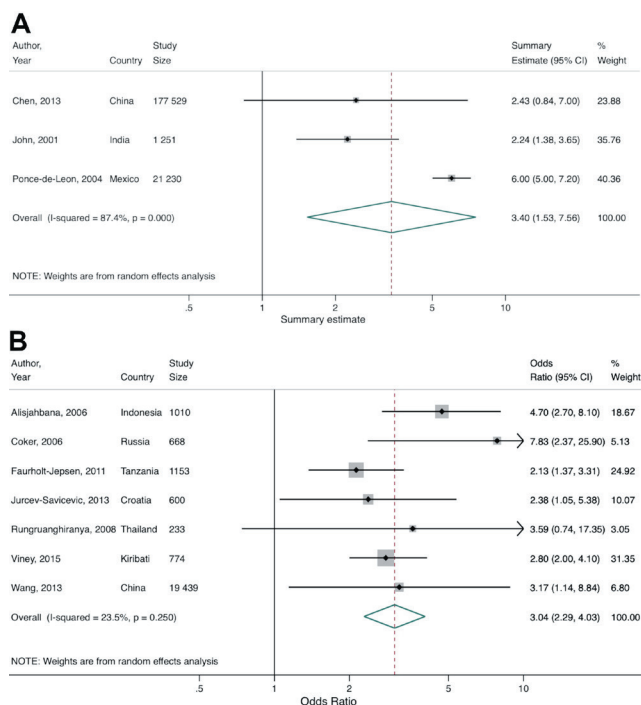 A
Author, Study Summary %
Year Country Size Estimate (95% CI) Weight
Chen, 2013 China 177 529 2.43 (0.84, 7.00) 23.88
John, 2001 India 1 251 2.24 (1.38, 3.65) 35.76
Ponce-de-Leon, 2004 Mexico 21 230 6.00 (5.00, 7.20) 40.36
Overall (I-squared = 87.4%, p = 0.000) 3.40 (1.53, 7.56) 100.00
NOTE: Weights are from random effects analysis
.5 1 2 5 10
Summary estimate
B
Author, Study Odds %
Year Country Size Ratio (95% CI) Weight
Alisjahbana, 2006 Indonesia 1010 4.70 (2.70, 8.10) 18.67
Coker, 2006 Russia 668 7.83 (2.37, 25.90) 5.13
Faurholt-Jepsen, 2011 Tanzania 1153 2.13 (1.37, 3.31) 24.92
Jurcev-Savicevic, 2013 Croatia 600 2.38 (1.05, 5.38) 10.07
Rungruanghiranya, 2008 Thailand 233 3.59 (0.74, 17.35) 3.05
Viney, 2015 Kiribati 774 2.80 (2.00, 4.10) 31.35
Wang, 2013 China 19 439 3.17 (1.14, 8.84) 6.80
Overall (I-squared = 23.5%, p = 0.250) 3.04 (2.29, 4.03) 100.00
NOTE: Weights are from random effects analysis
.5 1 2 5 10
Odds Ratio